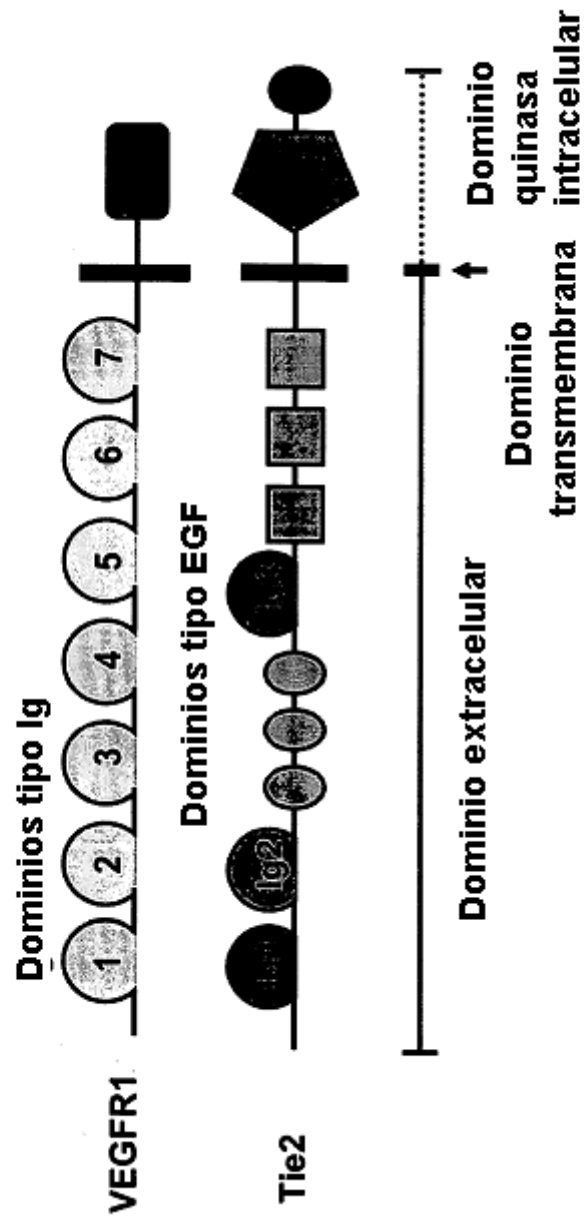 Dominios tipo Ig
VEGFR1
1 2 3 4 5 6 7
Dominios tipo EGF
Tie2
Ig2
Dominio extracelular
Dominio
transmembrana
Dominio
quinasa
intracelular